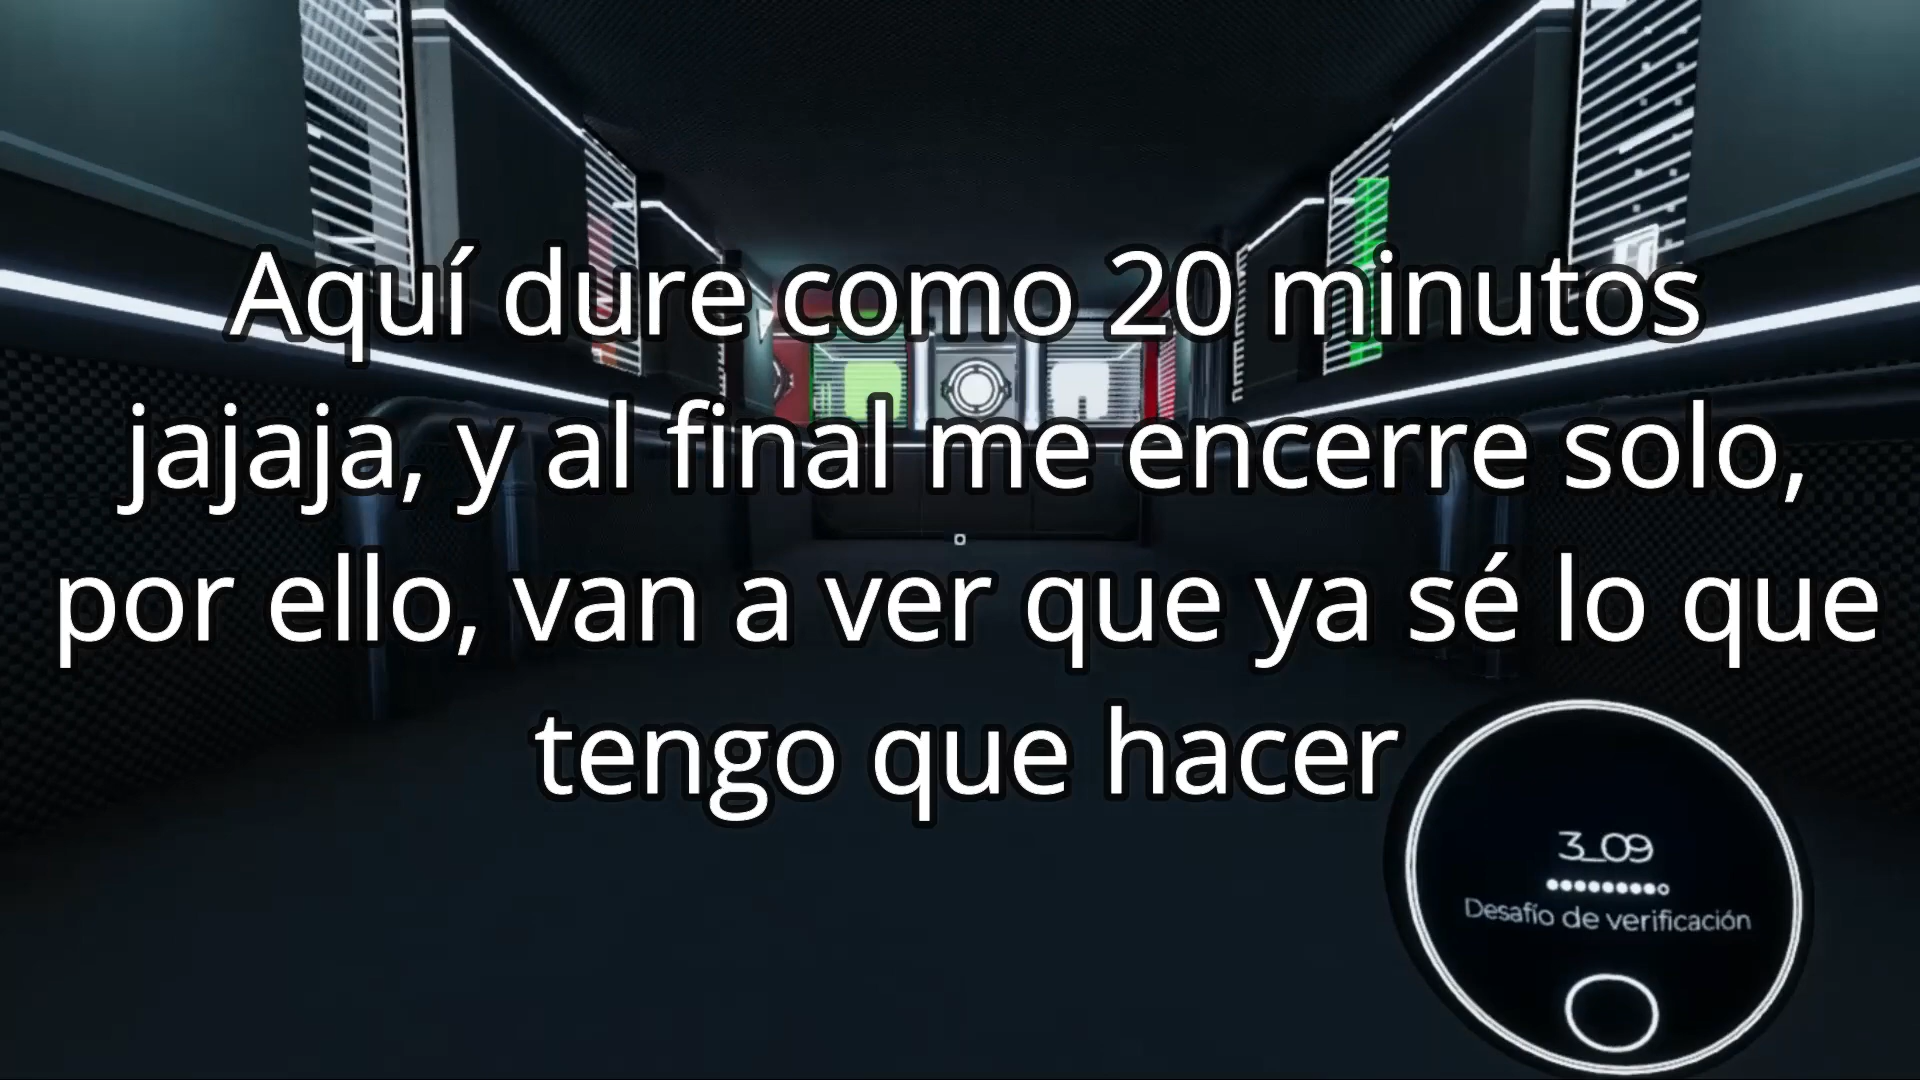 Aquí dure como 20 minutos
jajaja, y al final me encerre solo,
por ello, van a ver que ya sé lo que
tengo que hacer
3_09
Desafío de verificación